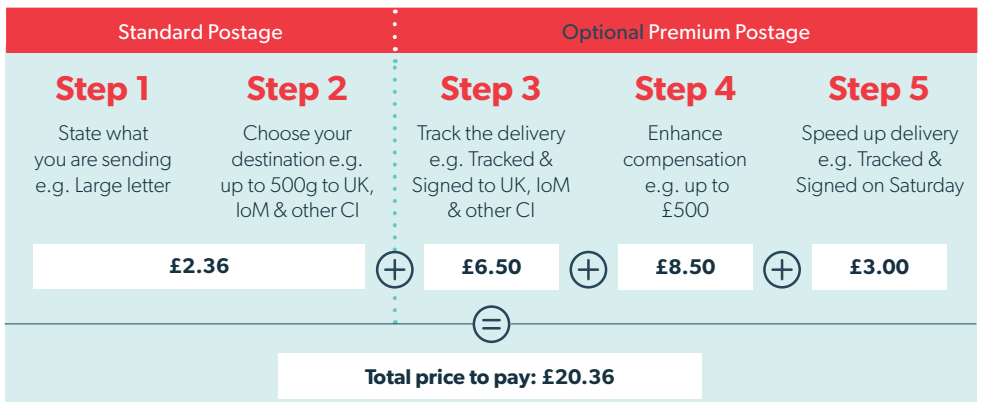 Standard Postage
Optional Premium Postage
Step 1
State what
you are sending
e.g. Large letter
Step 2
Choose your
destination e.g.
up to 500g to UK,
IoM & other CI
Step 3
Track the delivery
e.g. Tracked &
Signed to UK, IoM
& other CI
Step 4
Enhance
compensation
e.g. up to
£500
Step 5
Speed up delivery
e.g. Tracked &
Signed on Saturday
£2.36
+
£6.50
+
£8.50
+
£3.00
=
Total price to pay: £20.36